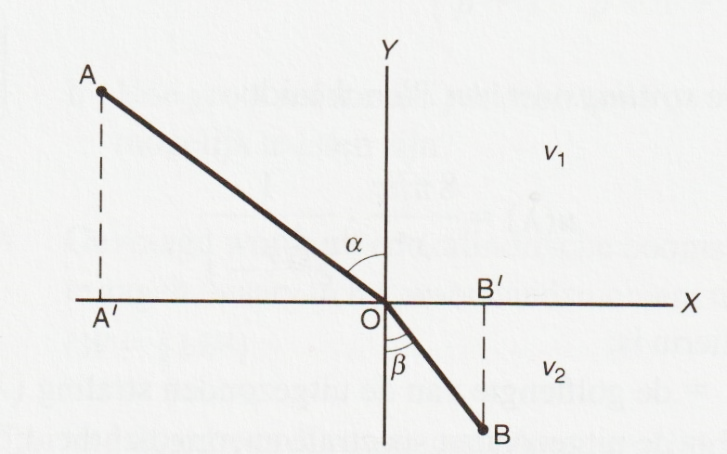 Y
A
v₁
α
A′
O
B′
X
β
v₂
B